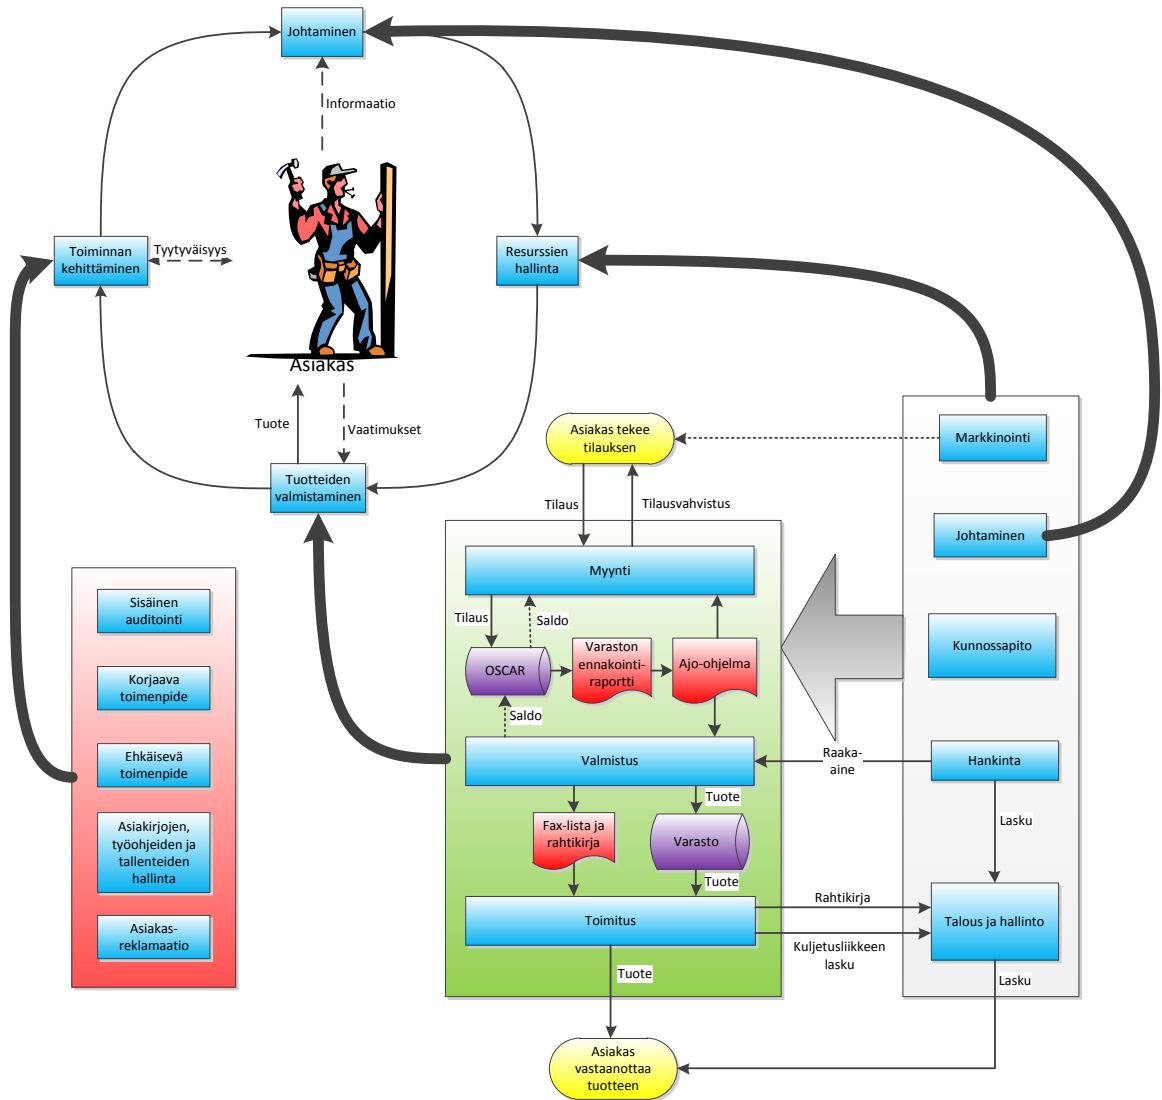 Johtaminen
Informaatio
Toiminnan
kehittäminen
Tyytyväisyys
Resurssien
hallinta
Asiakas
Tuote
Vaatimukset
Tuotteiden
valmistaminen
Asiakas tekee
tilauksen
Markkinointi
Tilaus
Tilausvahvistus
Johtaminen
Myynti
Sisäinen
auditointi
Tilaus
Saldo
Kunnossapito
OSCAR
Varaston
ennakointi-
raportti
Ajo-ohjelma
Korjaava
toimenpide
Saldo
Valmistus
Raaka-
aine
Hankinta
Ehkäisevä
toimenpide
Tuote
Fax-lista ja
rahtikirja
Varasto
Lasku
Asiakirjojen,
työohjeiden ja
tallenteiden
hallinta
Tuote
Toimitus
Rahtikirja
Talous ja hallinto
Asiakas-
reklamaatio
Kuljetusliikkeen
lasku
Tuote
Lasku
Asiakas
vastaanottaa
tuotteen